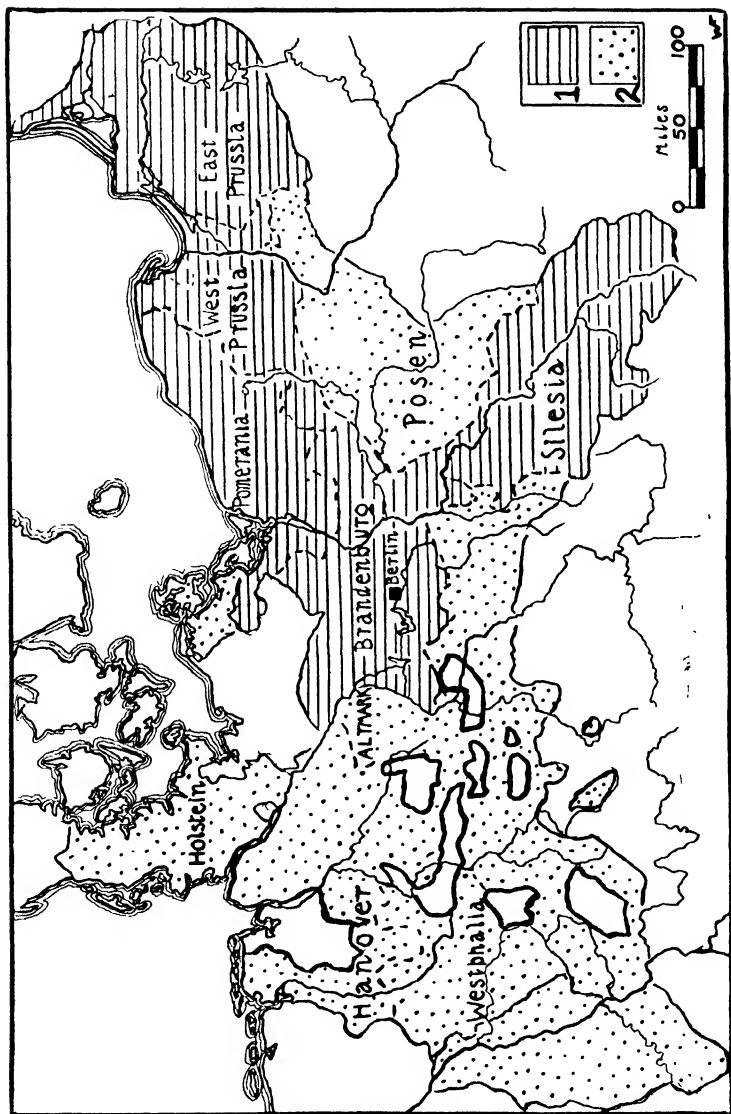 Holstein
Pomerania
West
Prussia
East
Prussia
ALTMARK
Brandenburg
Berlin
Hanover
Westphalia
Posen
Silesia
1
2
Miles
0 50 100
WF